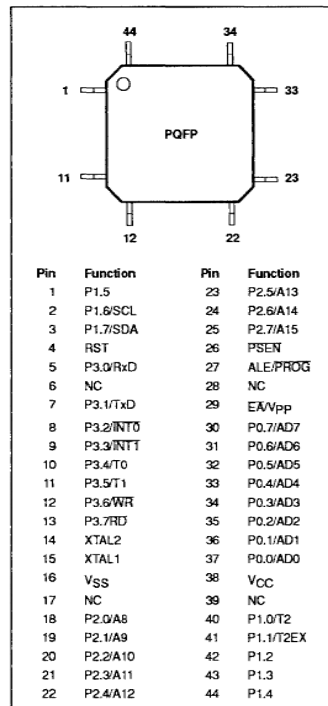 44 34
1 33
PQFP
11 23
12 22
Pin Function Pin Function
1 P1.5 23 P2.5/A13
2 P1.6/SCL 24 P2.6/A14
3 P1.7/SDA 25 P2.7/A15
4 RST 26 P̅S̅E̅N̅
5 P3.0/RxD 27 ALE/P̅R̅O̅G̅
6 NC 28 NC
7 P3.1/TxD 29 E̅A̅/VPP
8 P3.2/I̅N̅T̅0̅ 30 P0.7/AD7
9 P3.3/I̅N̅T̅1̅ 31 P0.6/AD6
10 P3.4/T0 32 P0.5/AD5
11 P3.5/T1 33 P0.4/AD4
12 P3.6/W̅R̅ 34 P0.3/AD3
13 P3.7/R̅D̅ 35 P0.2/AD2
14 XTAL2 36 P0.1/AD1
15 XTAL1 37 P0.0/AD0
16 VSS 38 VCC
17 NC 39 NC
18 P2.0/A8 40 P1.0/T2
19 P2.1/A9 41 P1.1/T2EX
20 P2.2/A10 42 P1.2
21 P2.3/A11 43 P1.3
22 P2.4/A12 44 P1.4